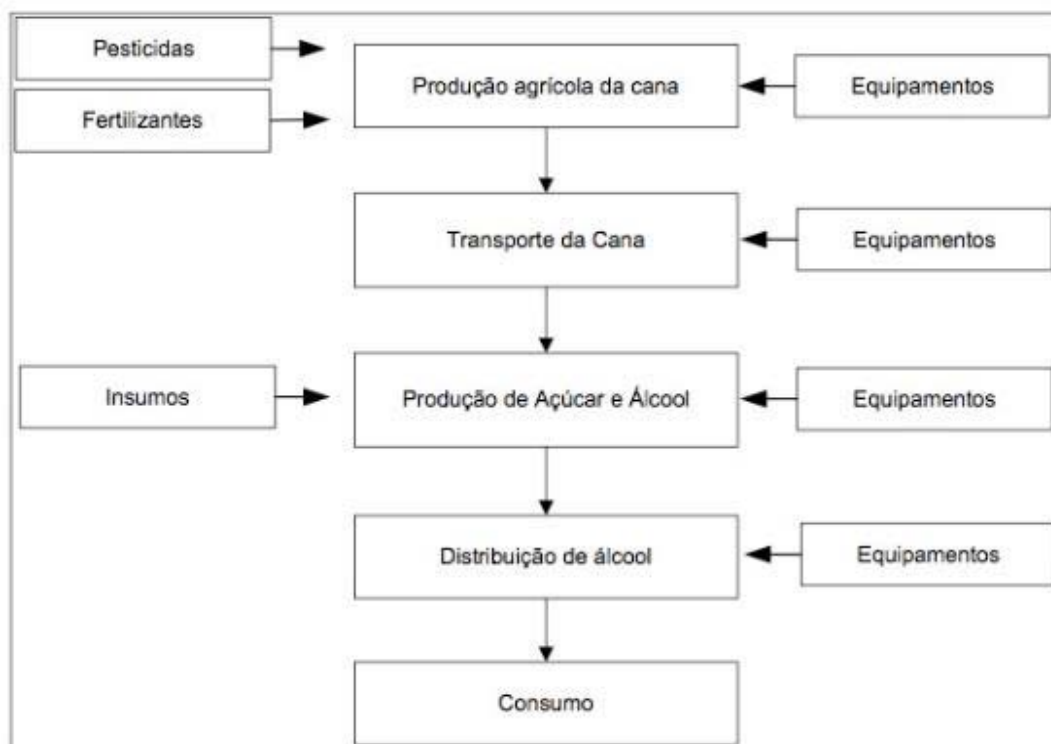 Pesticidas
Produção agrícola da cana
Equipamentos
Fertilizantes
Transporte da Cana
Equipamentos
Insumos
Produção de Açúcar e Álcool
Equipamentos
Distribuição de álcool
Equipamentos
Consumo